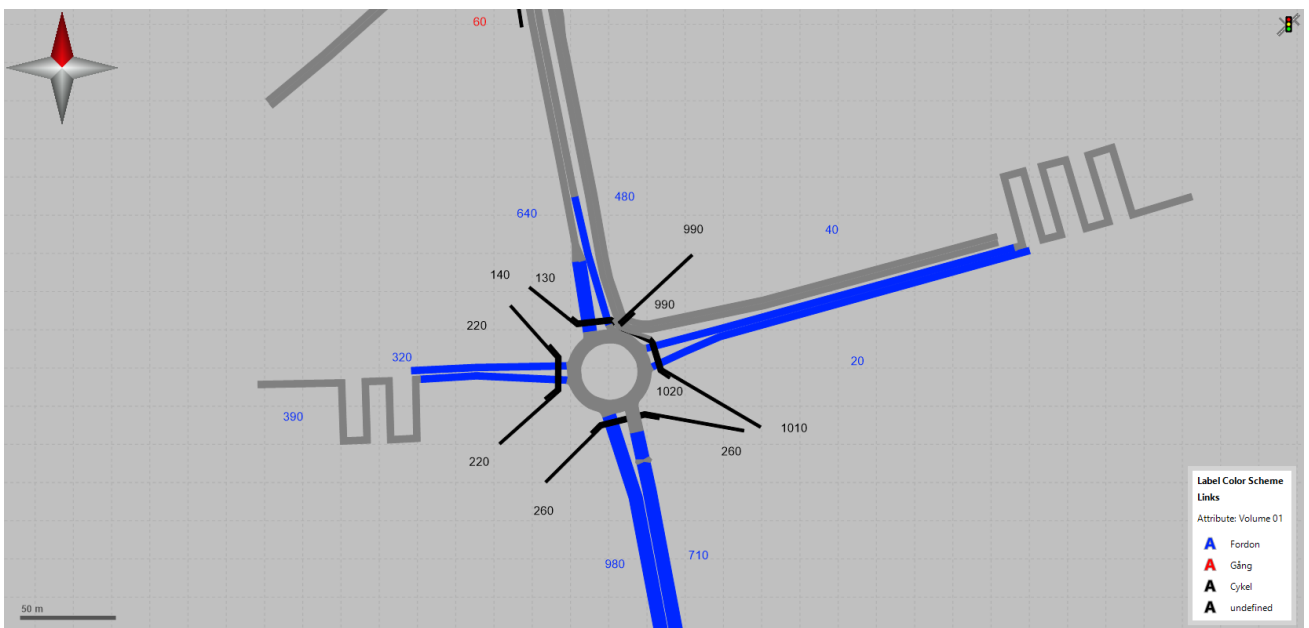 60
480
640
990
40
140
130
990
220
320
20
1020
390
1010
260
220
260
980
710
50 m
Label Color Scheme
Links
Attribute: Volume 01
A Fordon
A Gång
A Cykel
A undefined